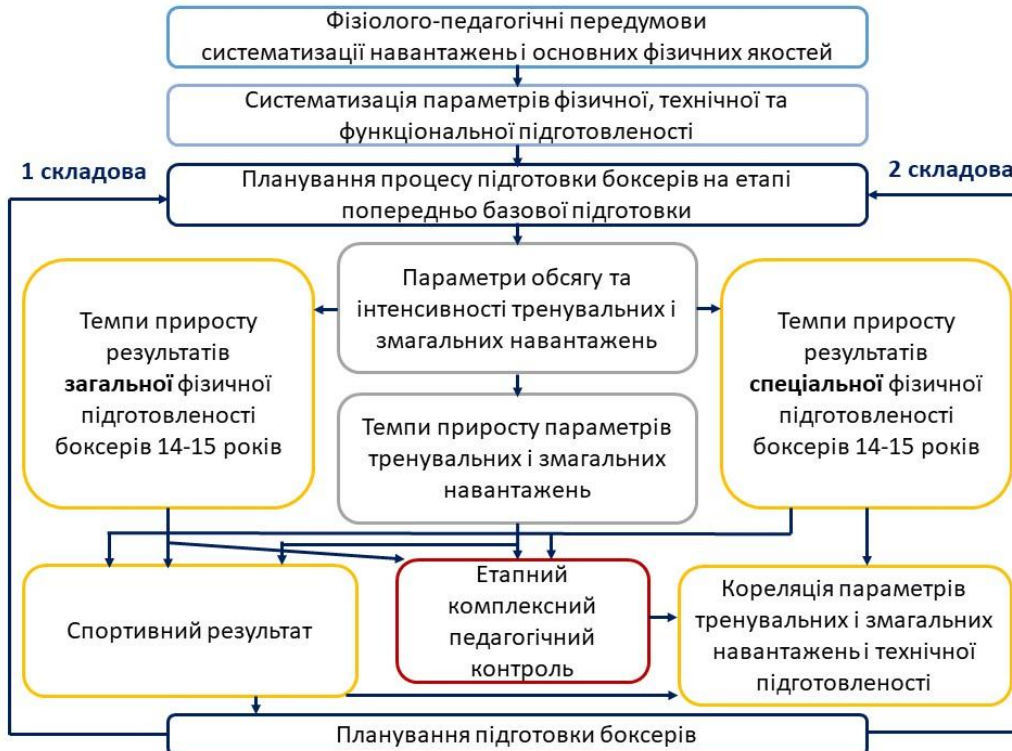 Фізіолого-педагогічні передумови
систематизації навантажень і основних фізичних якостей
Систематизація параметрів фізичної, технічної та
функціональної підготовленості
1 складова
2 складова
Планування процесу підготовки боксерів на етапі
попередньо базової підготовки
Темпи приросту
результатів
загальної фізичної
підготовленості
боксерів 14-15 років
Параметри обсягу та
інтенсивності тренувальних і
змагальних навантажень
Темпи приросту
результатів
спеціальної фізичної
підготовленості
боксерів 14-15 років
Темпи приросту параметрів
тренувальних і змагальних
навантажень
Спортивний результат
Етапний
комплексний
педагогічний
контроль
Кореляція параметрів
тренувальних і змагальних
навантажень і технічної
підготовленості
Планування підготовки боксерів